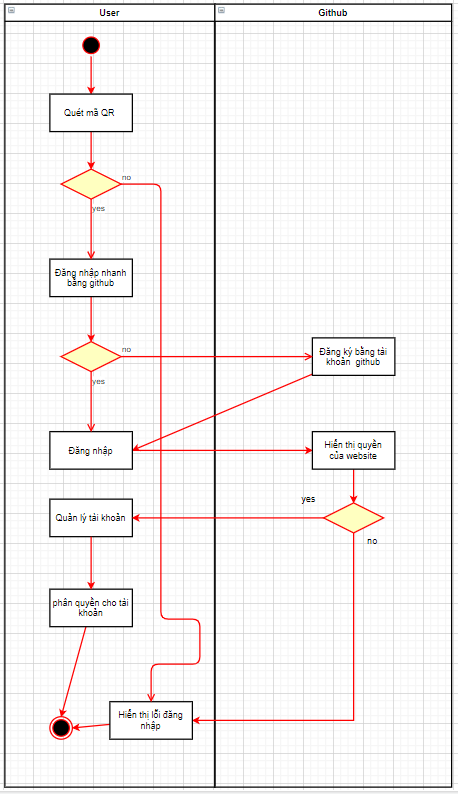 User
Github
Quét mã QR
no
yes
Đăng nhập nhanh
bằng github
no
yes
Đăng ký bằng tài
khoản github
Đăng nhập
Hiển thị quyền
của website
yes
no
Quản lý tài khoản
phân quyền cho tài
khoản
Hiển thị lỗi đăng
nhập